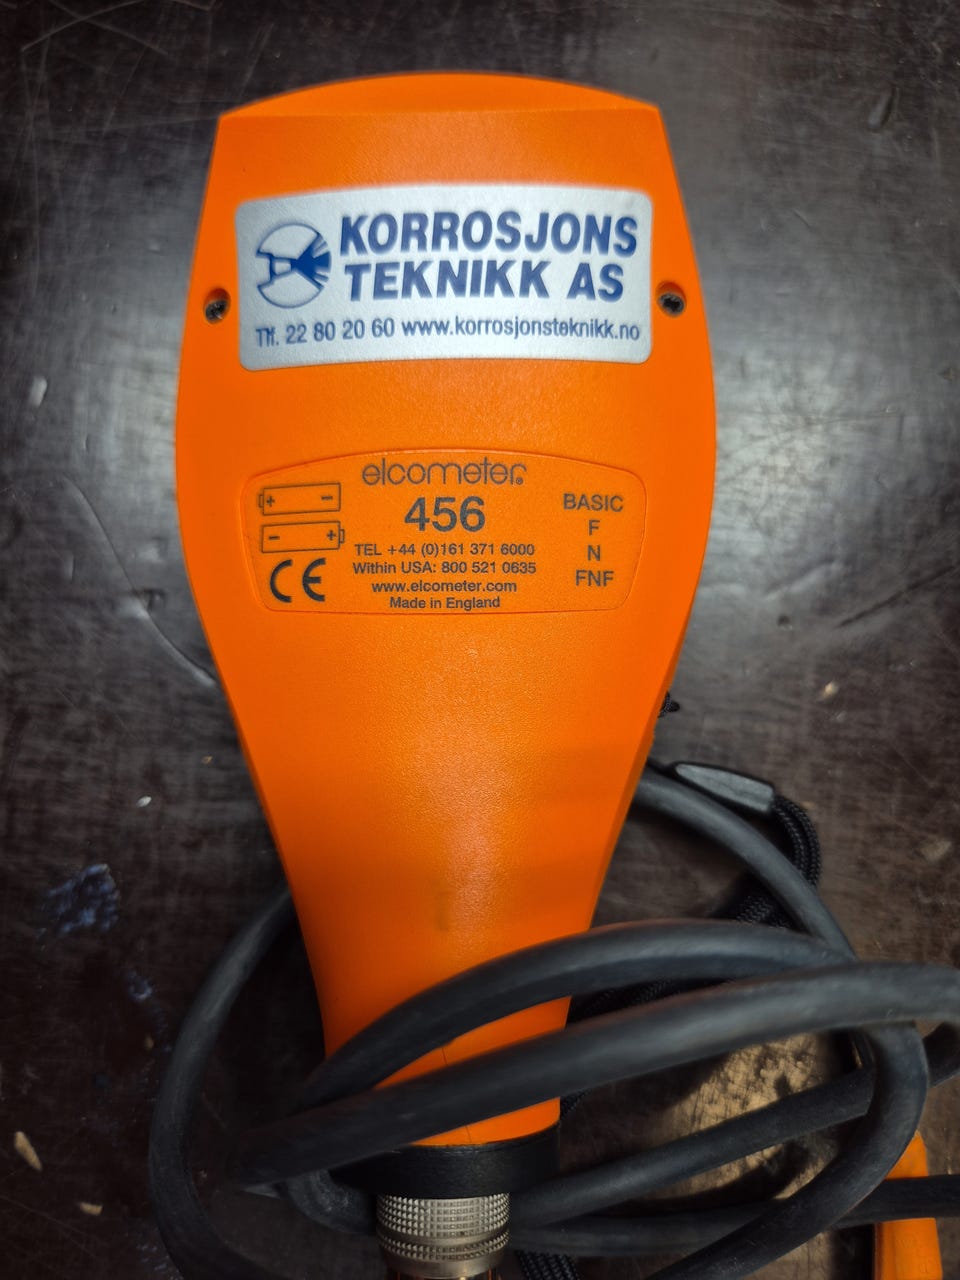 KORROSJONS
TEKNIKK AS
Tlf. 22 80 20 60 www.korrosjonsteknikk.no
elcometer®
456
TEL +44 (0)161 371 6000
Within USA: 800 521 0635
www.elcometer.com
Made in England
+ -
- +
CE
BASIC
F
N
FNF